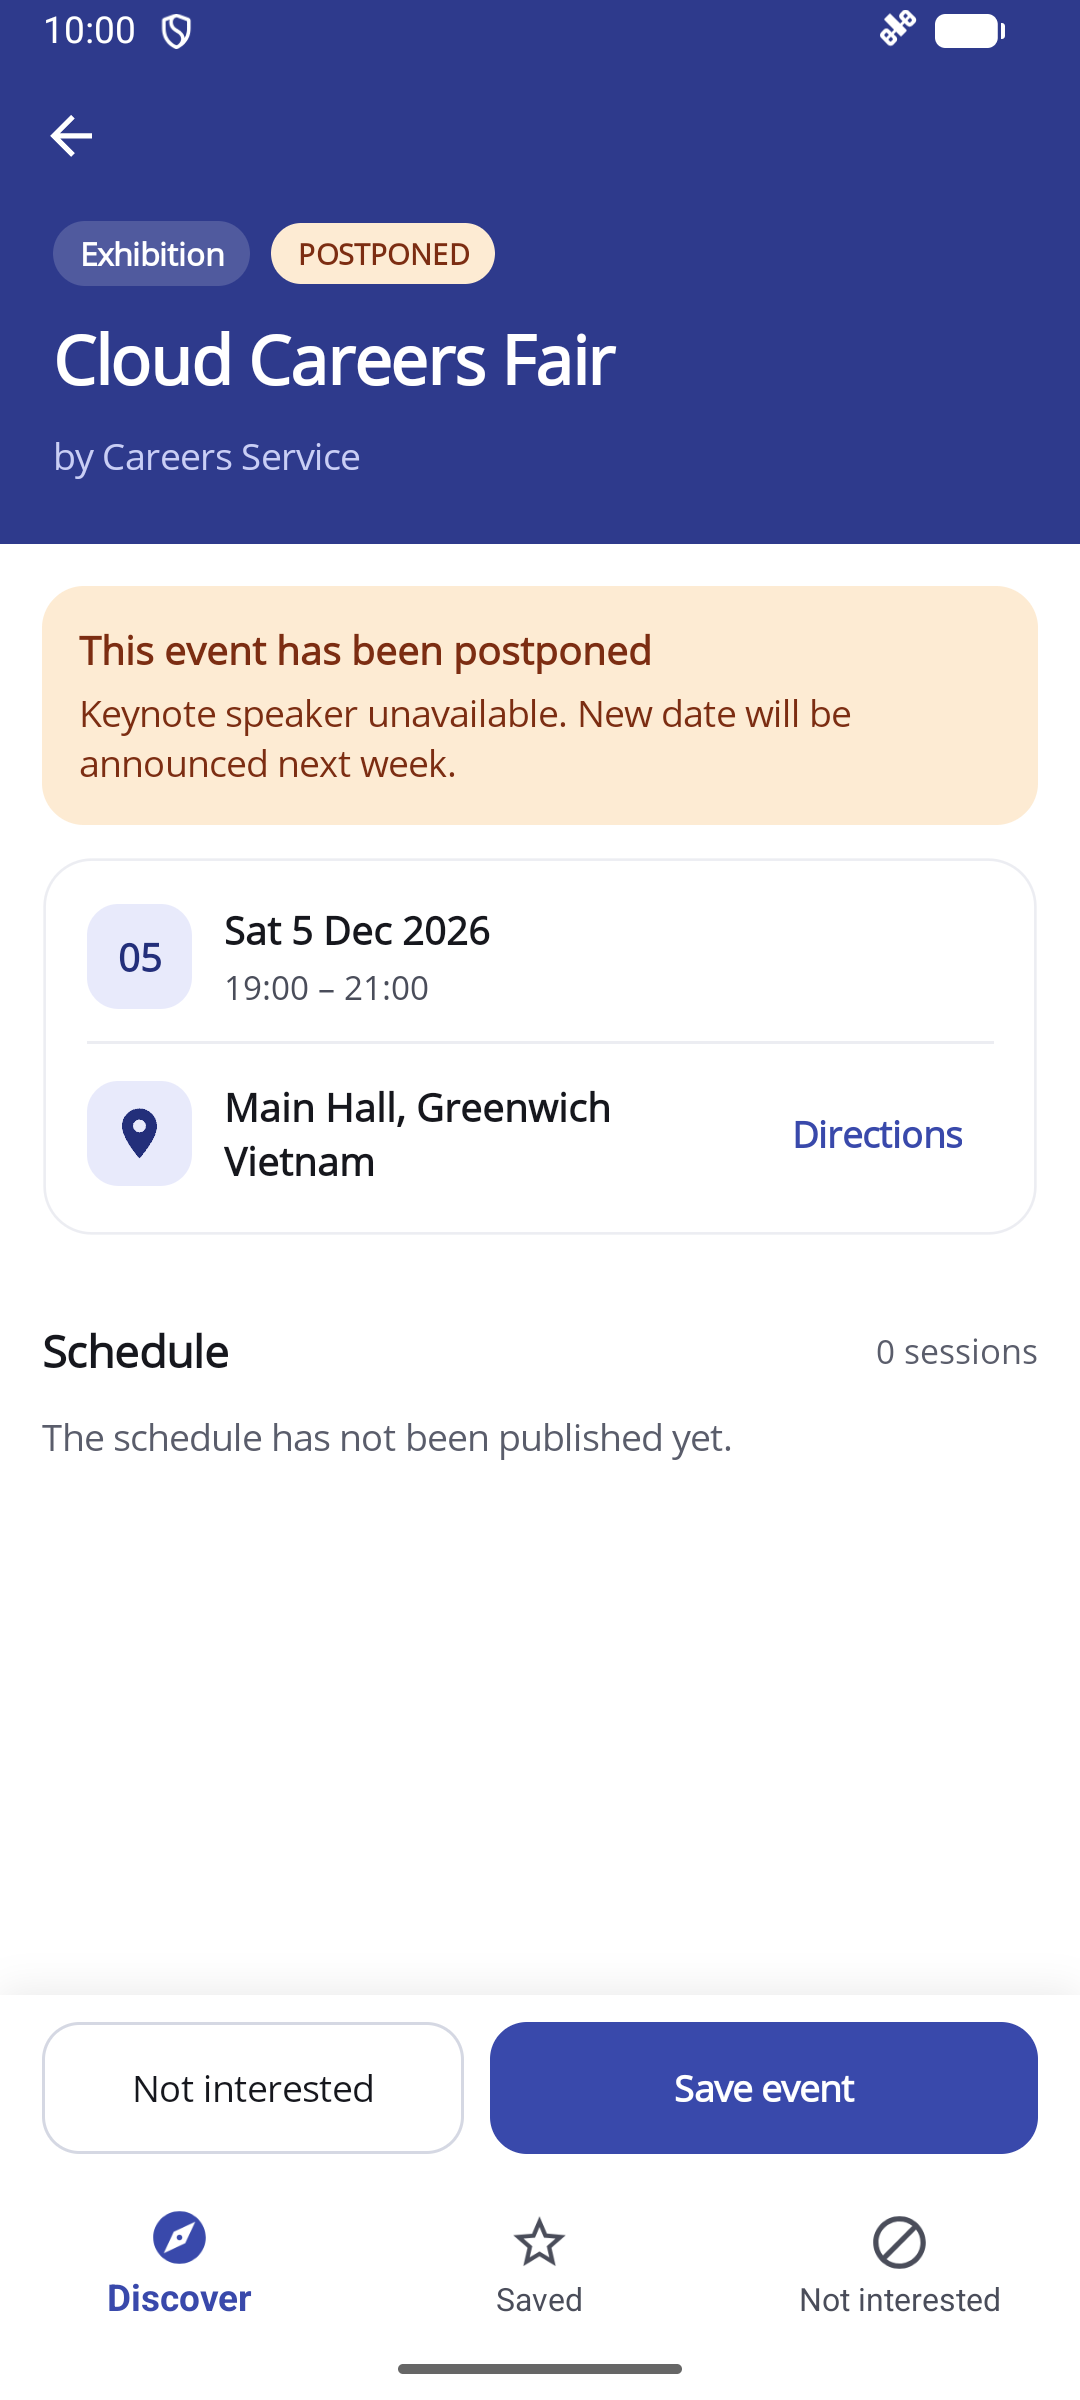 10:00
Exhibition
POSTPONED
Cloud Careers Fair
by Careers Service
This event has been postponed
Keynote speaker unavailable. New date will be
announced next week.
05
Sat 5 Dec 2026
19:00 – 21:00
Main Hall, Greenwich
Vietnam
Directions
Schedule
0 sessions
The schedule has not been published yet.
Not interested
Save event
Discover
Saved
Not interested